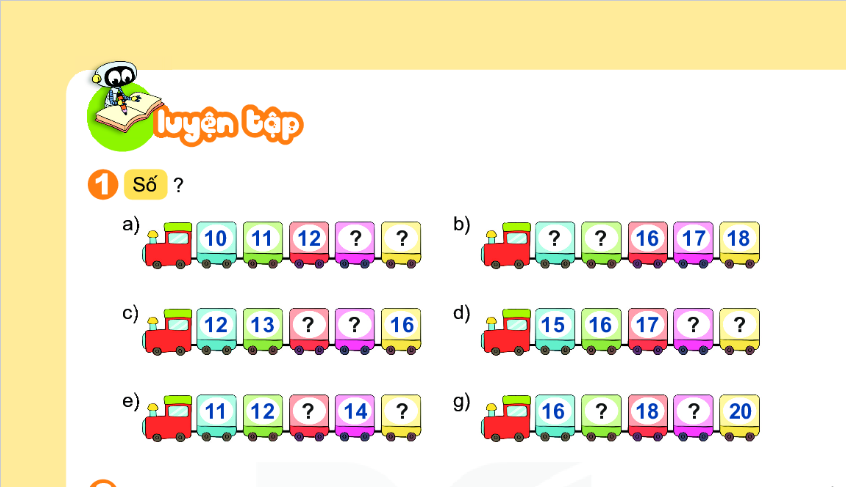 luyện tập
1 Số ?
a) 10 11 12 ? ?
b) ? ? 16 17 18
c) 12 13 ? ? 16
d) 15 16 17 ? ?
e) 11 12 ? 14 ?
g) 16 ? 18 ? 20